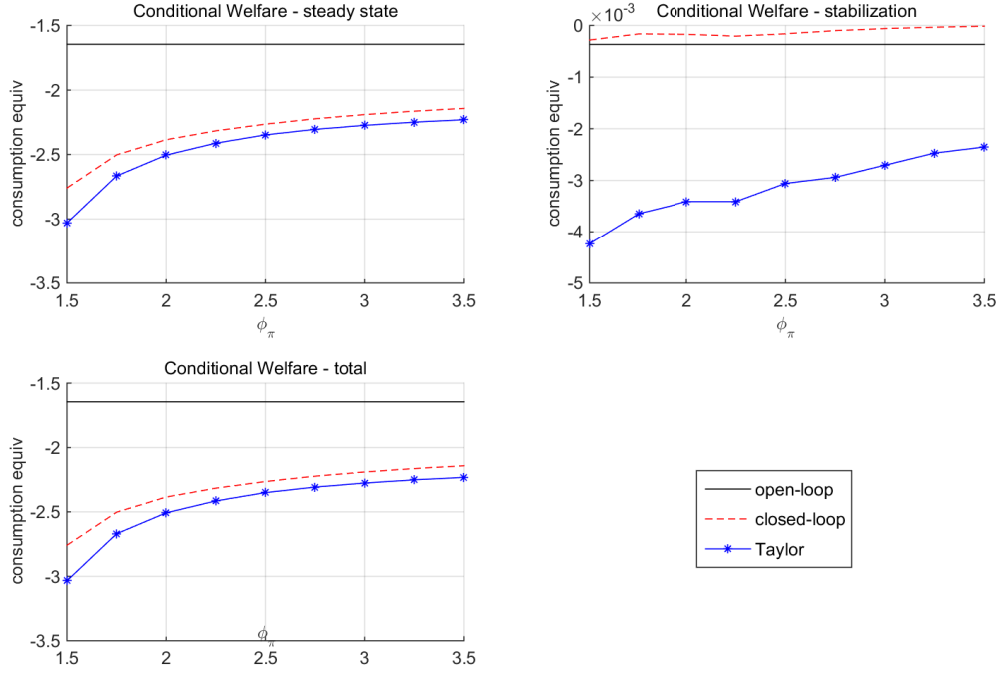 Conditional Welfare - steady state
consumption equiv
-1.5
-2
-2.5
-3
-3.5
1.5 2 2.5 3 3.5
ϕπ
Conditional Welfare - stabilization
×10-3
consumption equiv
0
-1
-2
-3
-4
-5
1.5 2 2.5 3 3.5
ϕπ
Conditional Welfare - total
consumption equiv
-1.5
-2
-2.5
-3
-3.5
ϕπ
1.5 2 2.5 3 3.5
open-loop
closed-loop
Taylor